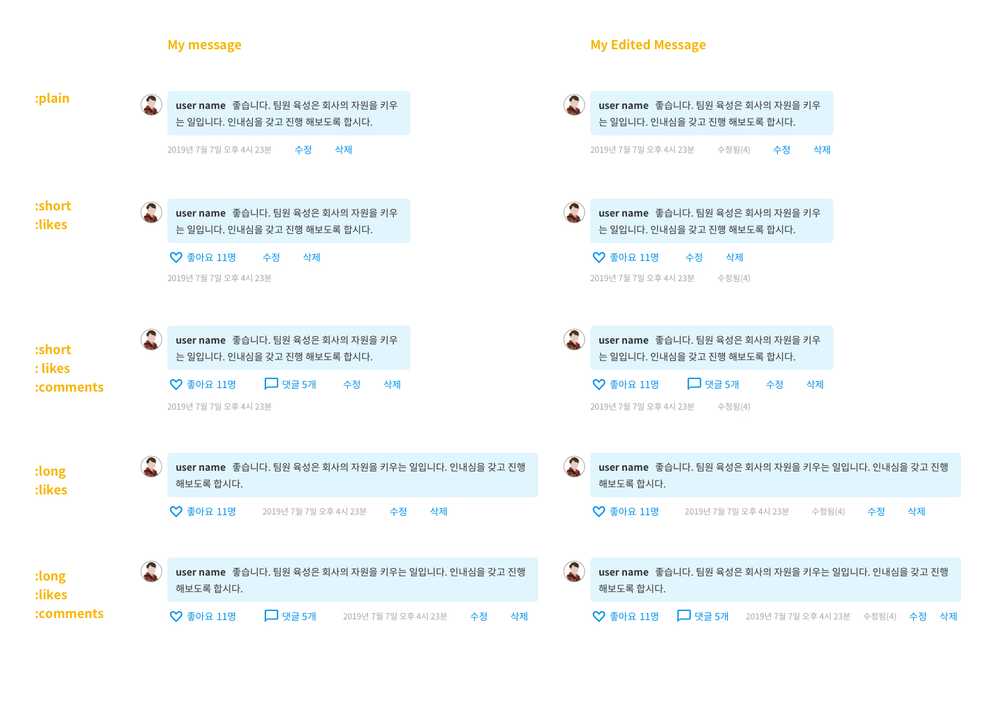 My message
My Edited Message
:plain
user name 좋습니다. 팀원 육성은 회사의 자원을 키우
는 일입니다. 인내심을 갖고 진행 해보도록 합시다.
2019년 7월 7일 오후 4시 23분 수정 삭제
user name 좋습니다. 팀원 육성은 회사의 자원을 키우
는 일입니다. 인내심을 갖고 진행 해보도록 합시다.
2019년 7월 7일 오후 4시 23분 수정됨(4) 수정 삭제
:short
:likes
user name 좋습니다. 팀원 육성은 회사의 자원을 키우
는 일입니다. 인내심을 갖고 진행 해보도록 합시다.
좋아요 11명 수정 삭제
2019년 7월 7일 오후 4시 23분
user name 좋습니다. 팀원 육성은 회사의 자원을 키우
는 일입니다. 인내심을 갖고 진행 해보도록 합시다.
좋아요 11명 수정 삭제
2019년 7월 7일 오후 4시 23분 수정됨(4)
:short
: likes
:comments
user name 좋습니다. 팀원 육성은 회사의 자원을 키우
는 일입니다. 인내심을 갖고 진행 해보도록 합시다.
좋아요 11명 댓글 5개 수정 삭제
2019년 7월 7일 오후 4시 23분
user name 좋습니다. 팀원 육성은 회사의 자원을 키우
는 일입니다. 인내심을 갖고 진행 해보도록 합시다.
좋아요 11명 댓글 5개 수정 삭제
2019년 7월 7일 오후 4시 23분 수정됨(4)
:long
:likes
user name 좋습니다. 팀원 육성은 회사의 자원을 키우는 일입니다. 인내심을 갖고 진행
해보도록 합시다.
좋아요 11명 2019년 7월 7일 오후 4시 23분 수정 삭제
user name 좋습니다. 팀원 육성은 회사의 자원을 키우는 일입니다. 인내심을 갖고 진행
해보도록 합시다.
좋아요 11명 2019년 7월 7일 오후 4시 23분 수정됨(4) 수정 삭제
:long
:likes
:comments
user name 좋습니다. 팀원 육성은 회사의 자원을 키우는 일입니다. 인내심을 갖고 진행
해보도록 합시다.
좋아요 11명 댓글 5개 2019년 7월 7일 오후 4시 23분 수정 삭제
user name 좋습니다. 팀원 육성은 회사의 자원을 키우는 일입니다. 인내심을 갖고 진행
해보도록 합시다.
좋아요 11명 댓글 5개 2019년 7월 7일 오후 4시 23분 수정됨(4) 수정 삭제